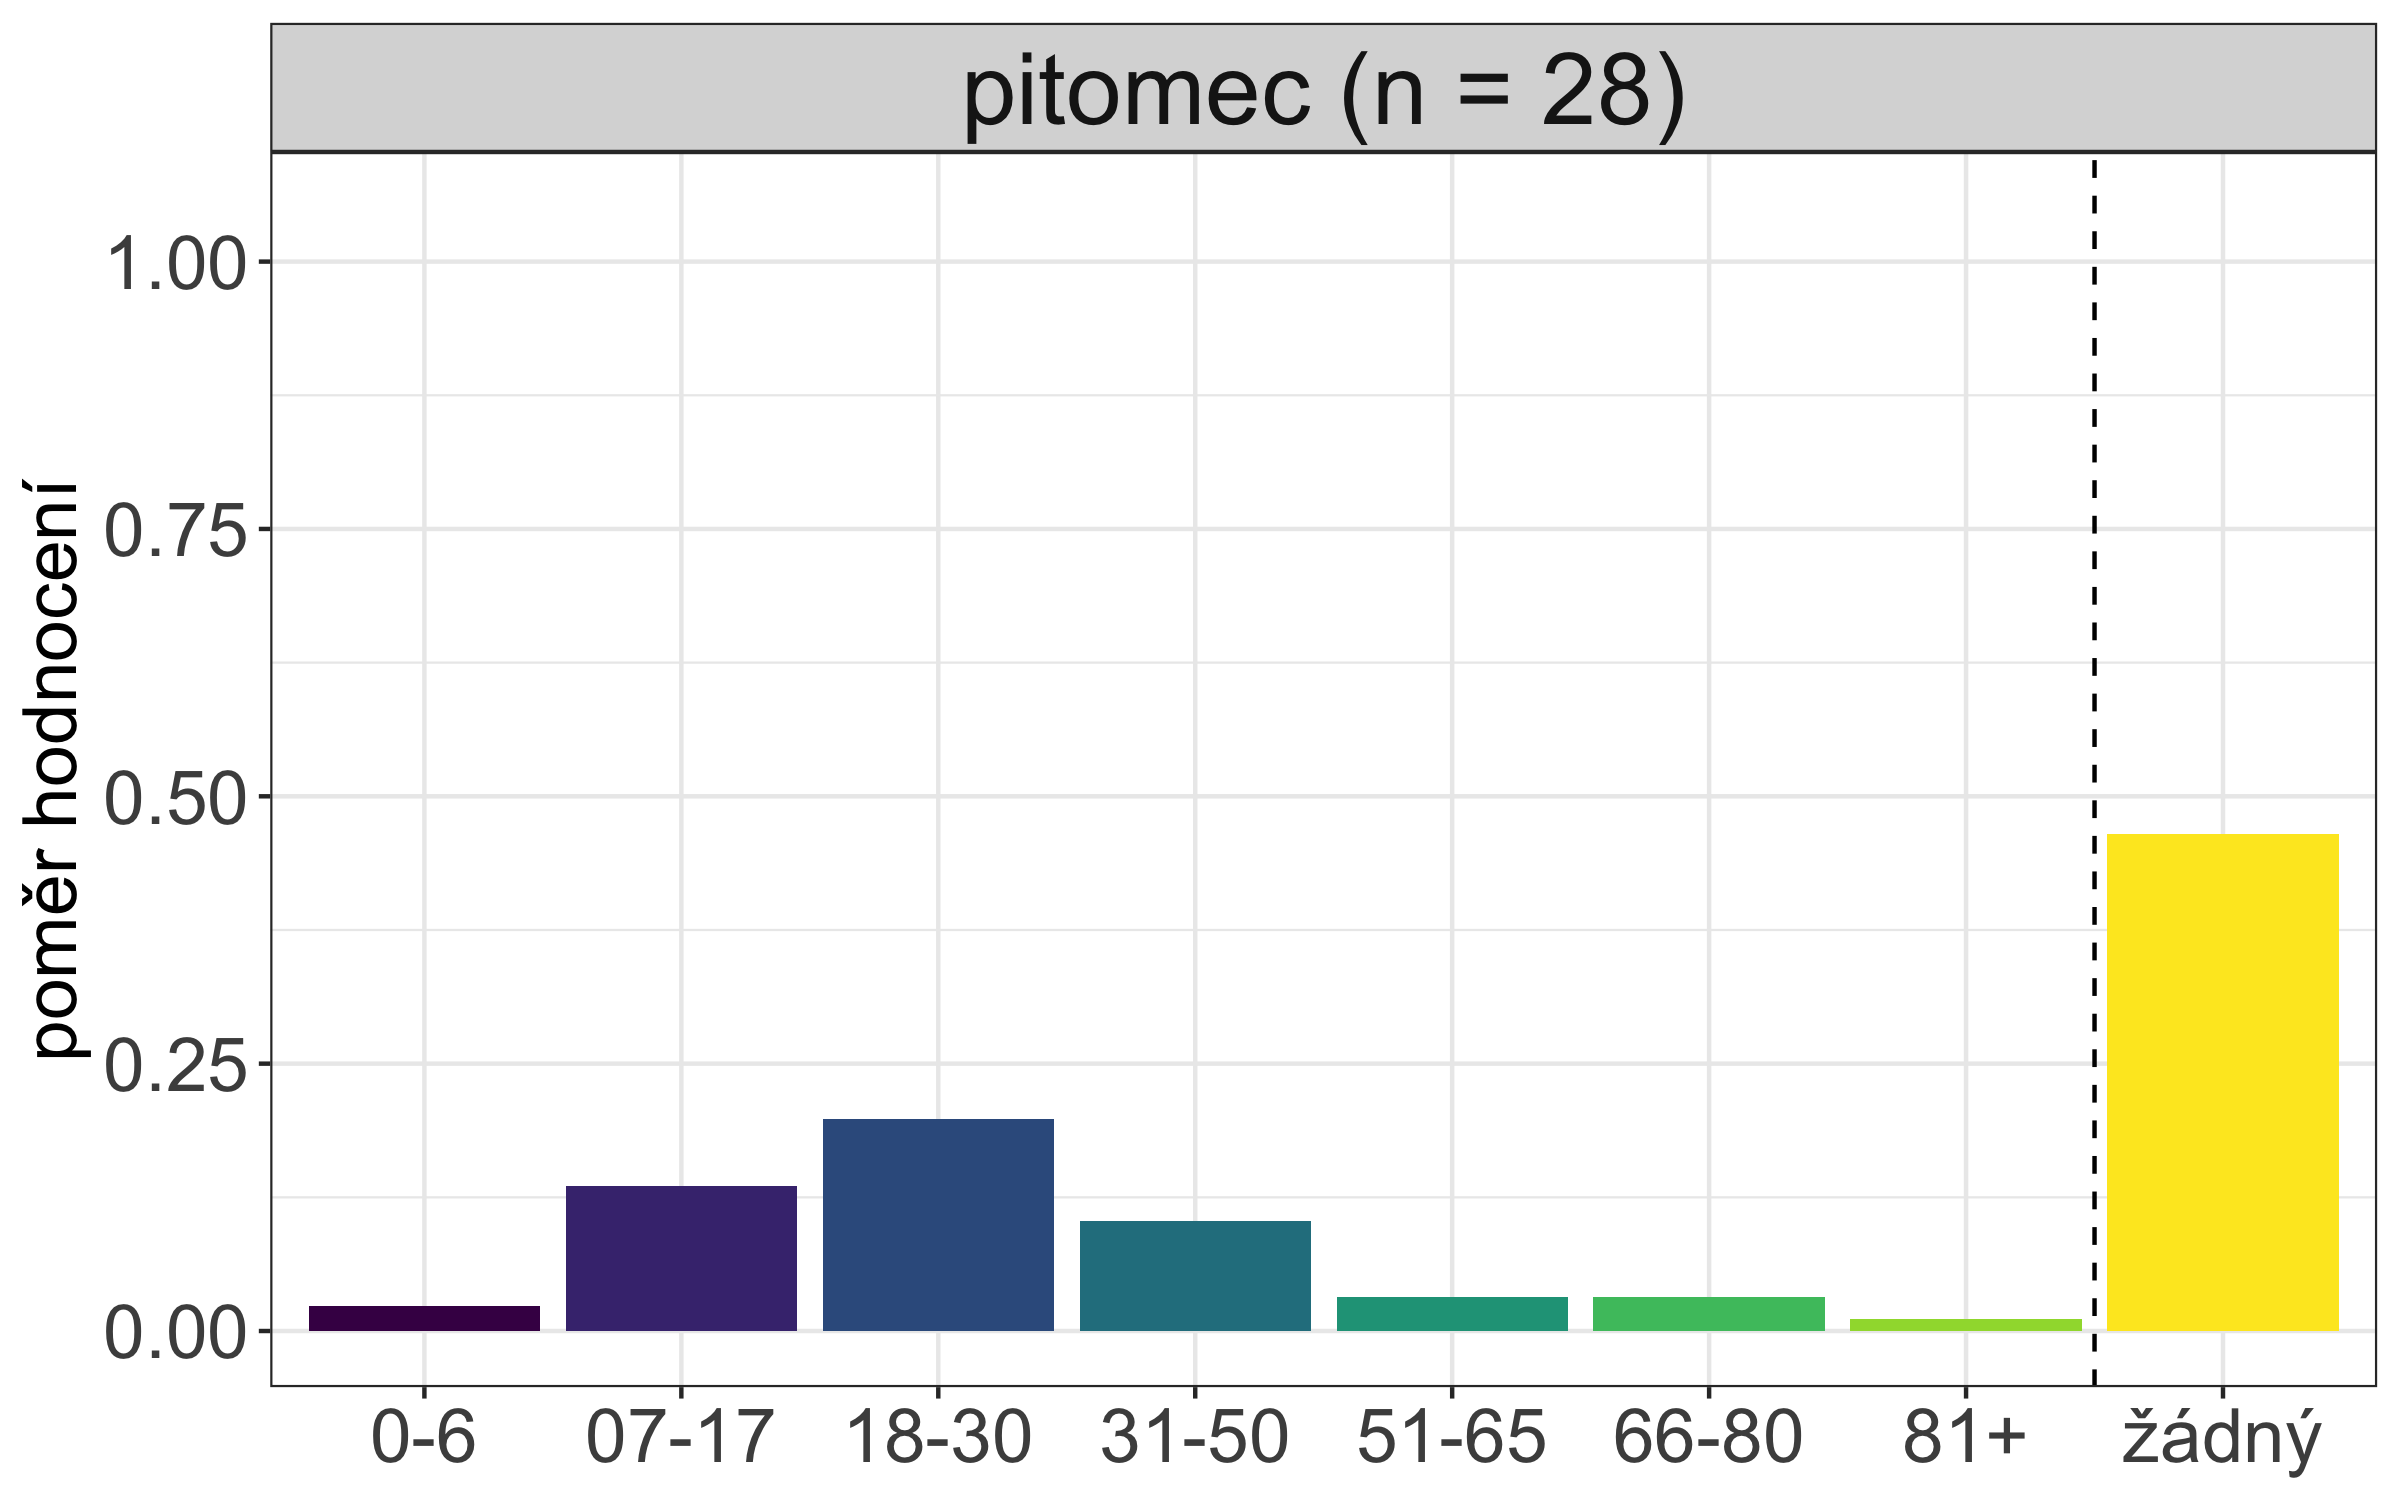 pitomec (n = 28)
poměr hodnocení
1.00
0.75
0.50
0.25
0.00
0-6 07-17 18-30 31-50 51-65 66-80 81+ žádný